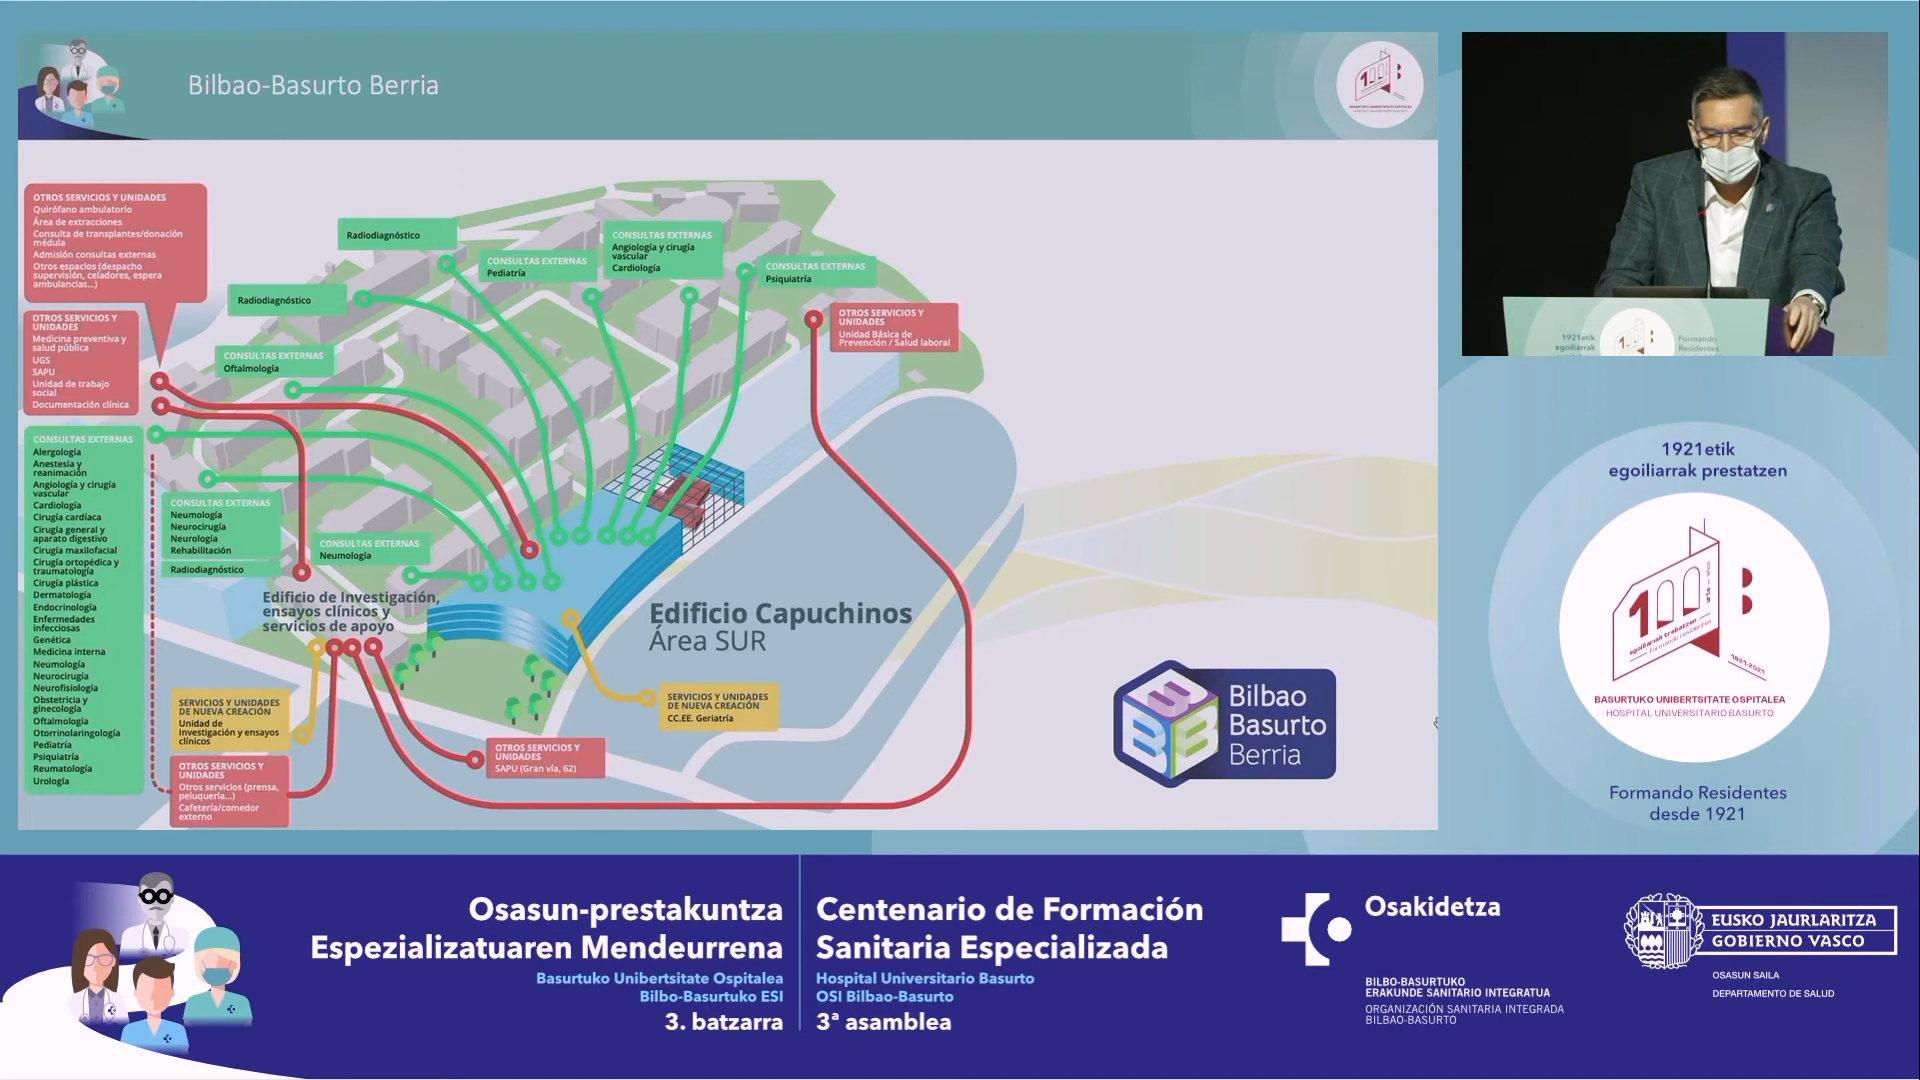 Bilbao-Basurto Berria
OTROS SERVICIOS Y UNIDADES
Quirófano ambulatorio
Área de extracciones
Consulta de transplantes/donación
médula
Admisión consultas externas
Otros espacios (despacho
supervisión, celadores, espera
ambulancias...)
OTROS SERVICIOS Y
UNIDADES
Medicina preventiva y
salud pública
UGS
SAPU
Unidad de trabajo
social
Documentación clínica
CONSULTAS EXTERNAS
Alergología
Anestesia y
reanimación
Angiología y cirugía
vascular
Cardiología
Cirugía cardíaca
Cirugía general y
aparato digestivo
Cirugía maxilofacial
Cirugía ortopédica y
traumatología
Cirugía plástica
Dermatología
Endocrinología
Enfermedades
infecciosas
Genética
Medicina interna
Neumología
Neurocirugía
Neurofisiología
Obstetricia y
ginecología
Oftalmología
Otorrinolaringología
Pediatría
Psiquiatría
Reumatología
Urología
Radiodiagnóstico
Radiodiagnóstico
CONSULTAS EXTERNAS
Oftalmología
CONSULTAS EXTERNAS
Pediatría
CONSULTAS EXTERNAS
Angiología y cirugía
vascular
Cardiología
CONSULTAS EXTERNAS
Psiquiatría
OTROS SERVICIOS Y
UNIDADES
Unidad Básica de
Prevención / Salud laboral
CONSULTAS EXTERNAS
Neumología
Neurocirugía
Neurología
Rehabilitación
Radiodiagnóstico
CONSULTAS EXTERNAS
Neumología
Edificio de Investigación,
ensayos clínicos y
servicios de apoyo
Edificio Capuchinos
Área SUR
SERVICIOS Y UNIDADES
DE NUEVA CREACIÓN
Unidad de
Investigación y ensayos
clínicos
SERVICIOS Y UNIDADES
DE NUEVA CREACIÓN
CC.EE. Geriatría
OTROS SERVICIOS Y
UNIDADES
SAPU (Gran vía, 62)
OTROS SERVICIOS Y
UNIDADES
Otros servicios (prensa,
peluquería...)
Cafetería/comedor
externo
Bilbao
Basurto
Berria
1921etik
egoiliarrak
Formando
Residentes
1921etik
egoiliarrak prestatzen
100
egoiliarrak trebatzen
formando residentes
1921-2021
BASURTUKO UNIBERTSITATE OSPITALEA
HOSPITAL UNIVERSITARIO BASURTO
Formando Residentes
desde 1921
Osasun-prestakuntza
Espezializatuaren Mendeurrena
Basurtuko Unibertsitate Ospitalea
Bilbo-Basurtuko ESI
3. batzarra
Centenario de Formación
Sanitaria Especializada
Hospital Universitario Basurto
OSI Bilbao-Basurto
3ª asamblea
Osakidetza
BILBO-BASURTUKO
ERAKUNDE SANITARIO INTEGRATUA
ORGANIZACIÓN SANITARIA INTEGRADA
BILBAO-BASURTO
EUSKO JAURLARITZA
GOBIERNO VASCO
OSASUN SAILA
DEPARTAMENTO DE SALUD